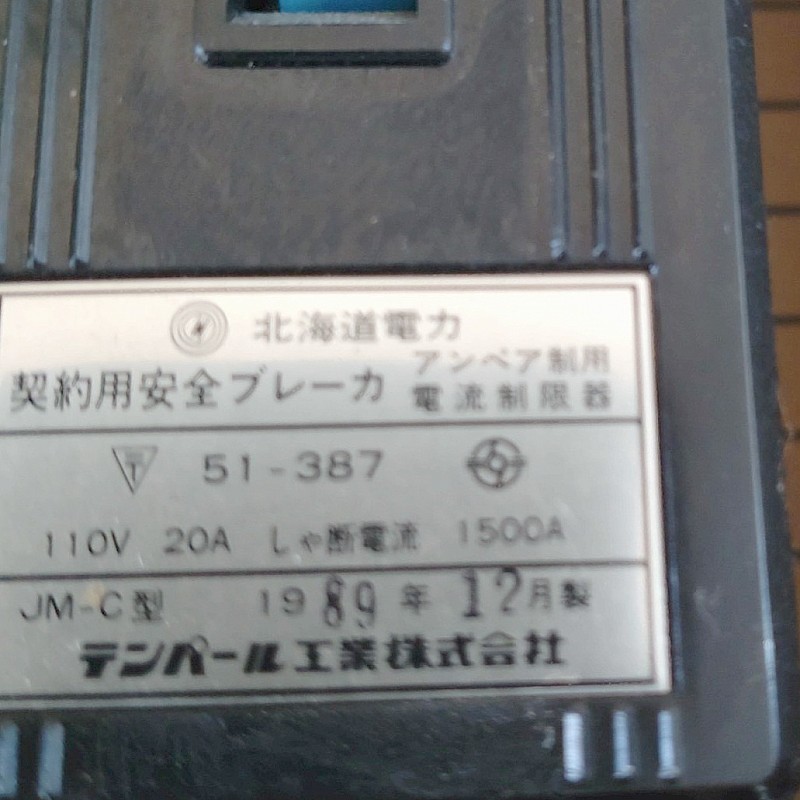 北海道電力
契約用安全ブレーカ アンペア制用
電流制限器
〒 51-387
110V 20A しゃ断電流 1500A
JM-C型 1989年 12月製
テンパール工業株式会社